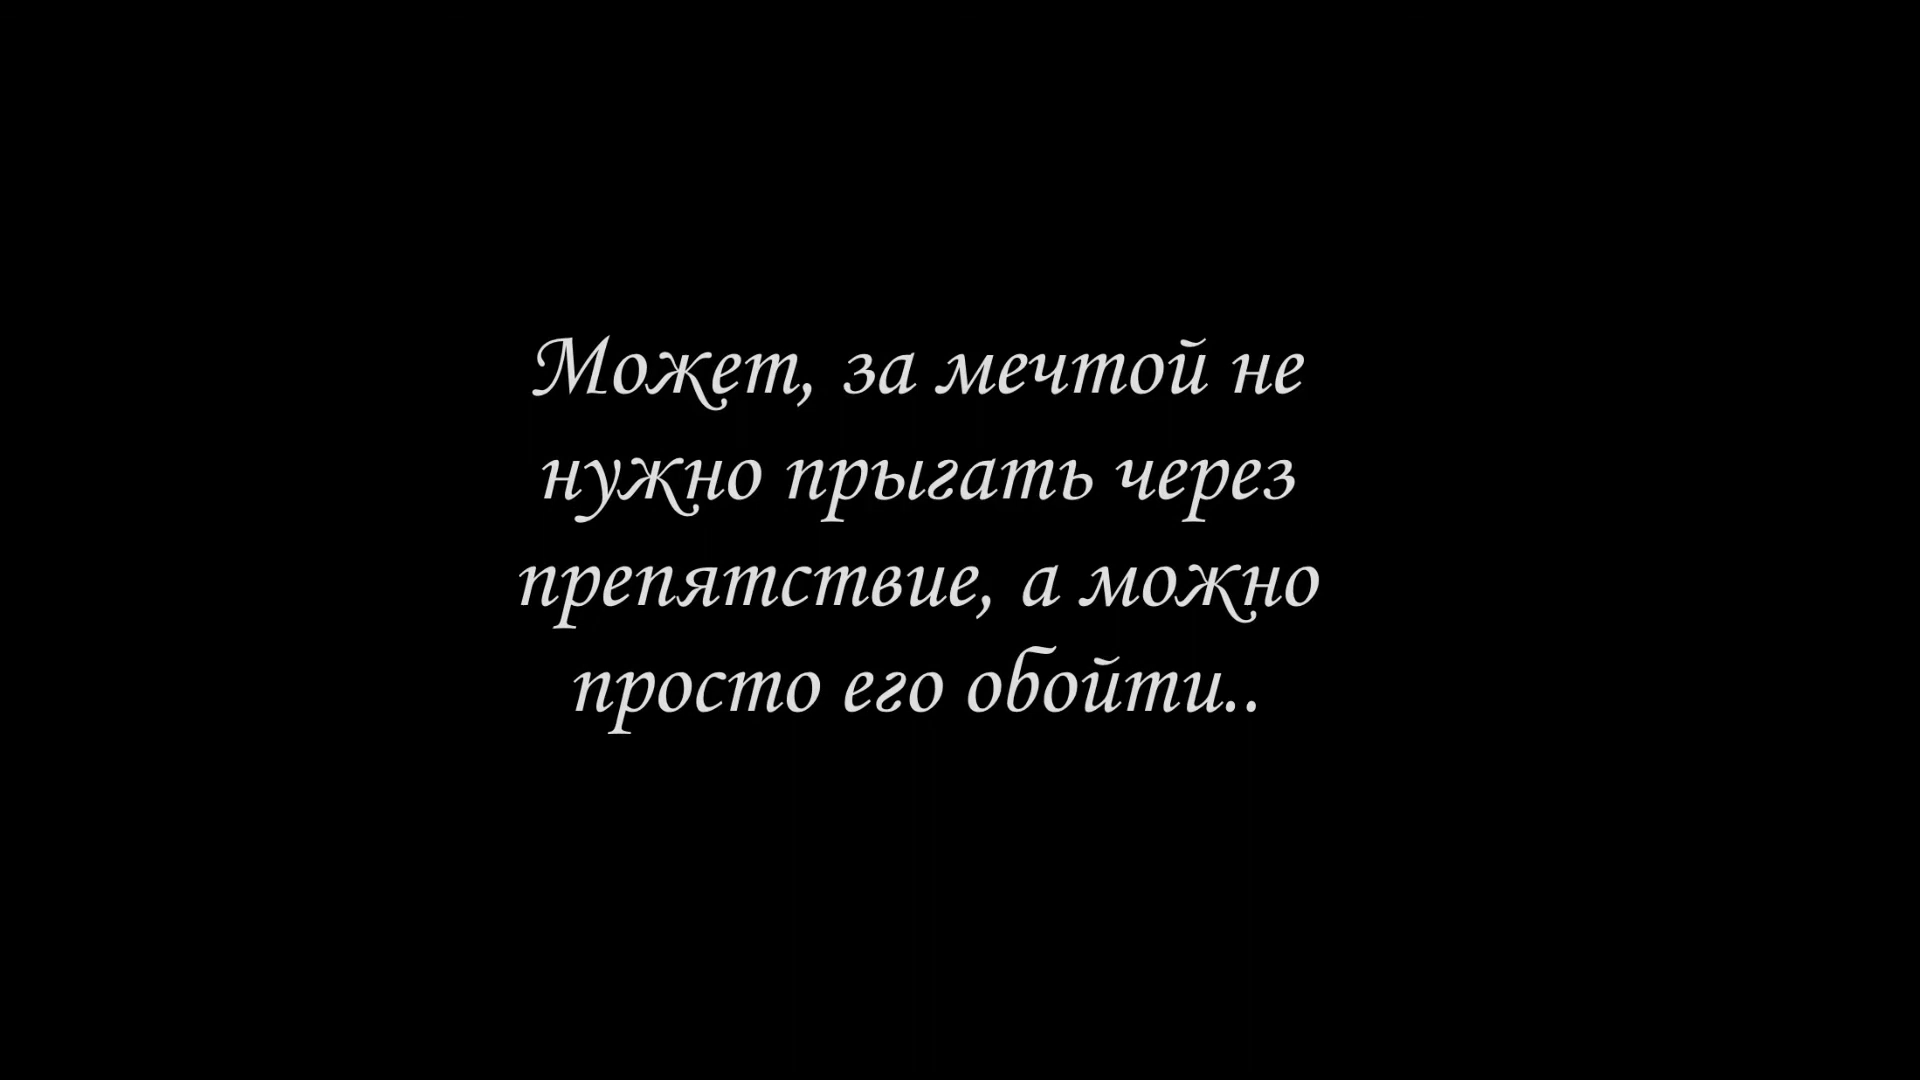 Может, за мечтой не
нужно прыгать через
препятствие, а можно
просто его обойти..